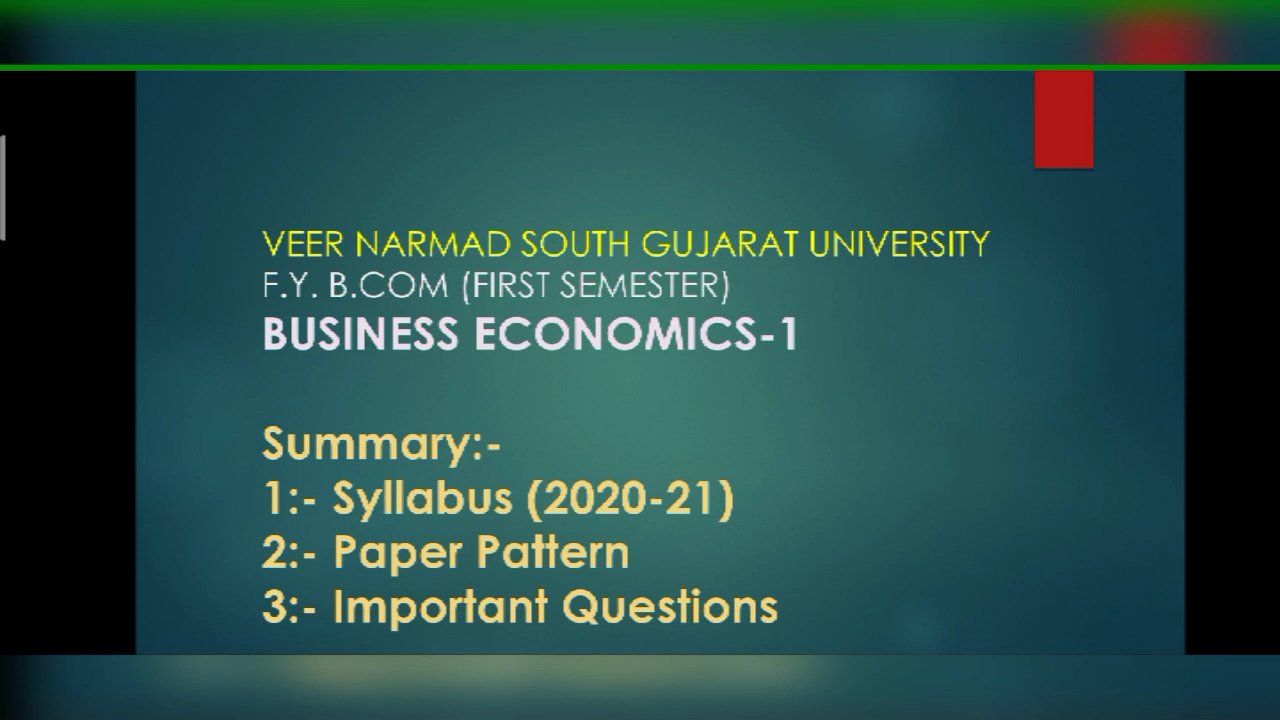 VEER NARMAD SOUTH GUJARAT UNIVERSITY
F.Y. B.COM (FIRST SEMESTER)
BUSINESS ECONOMICS-1
Summary:-
1:- Syllabus (2020-21)
2:- Paper Pattern
3:- Important Questions